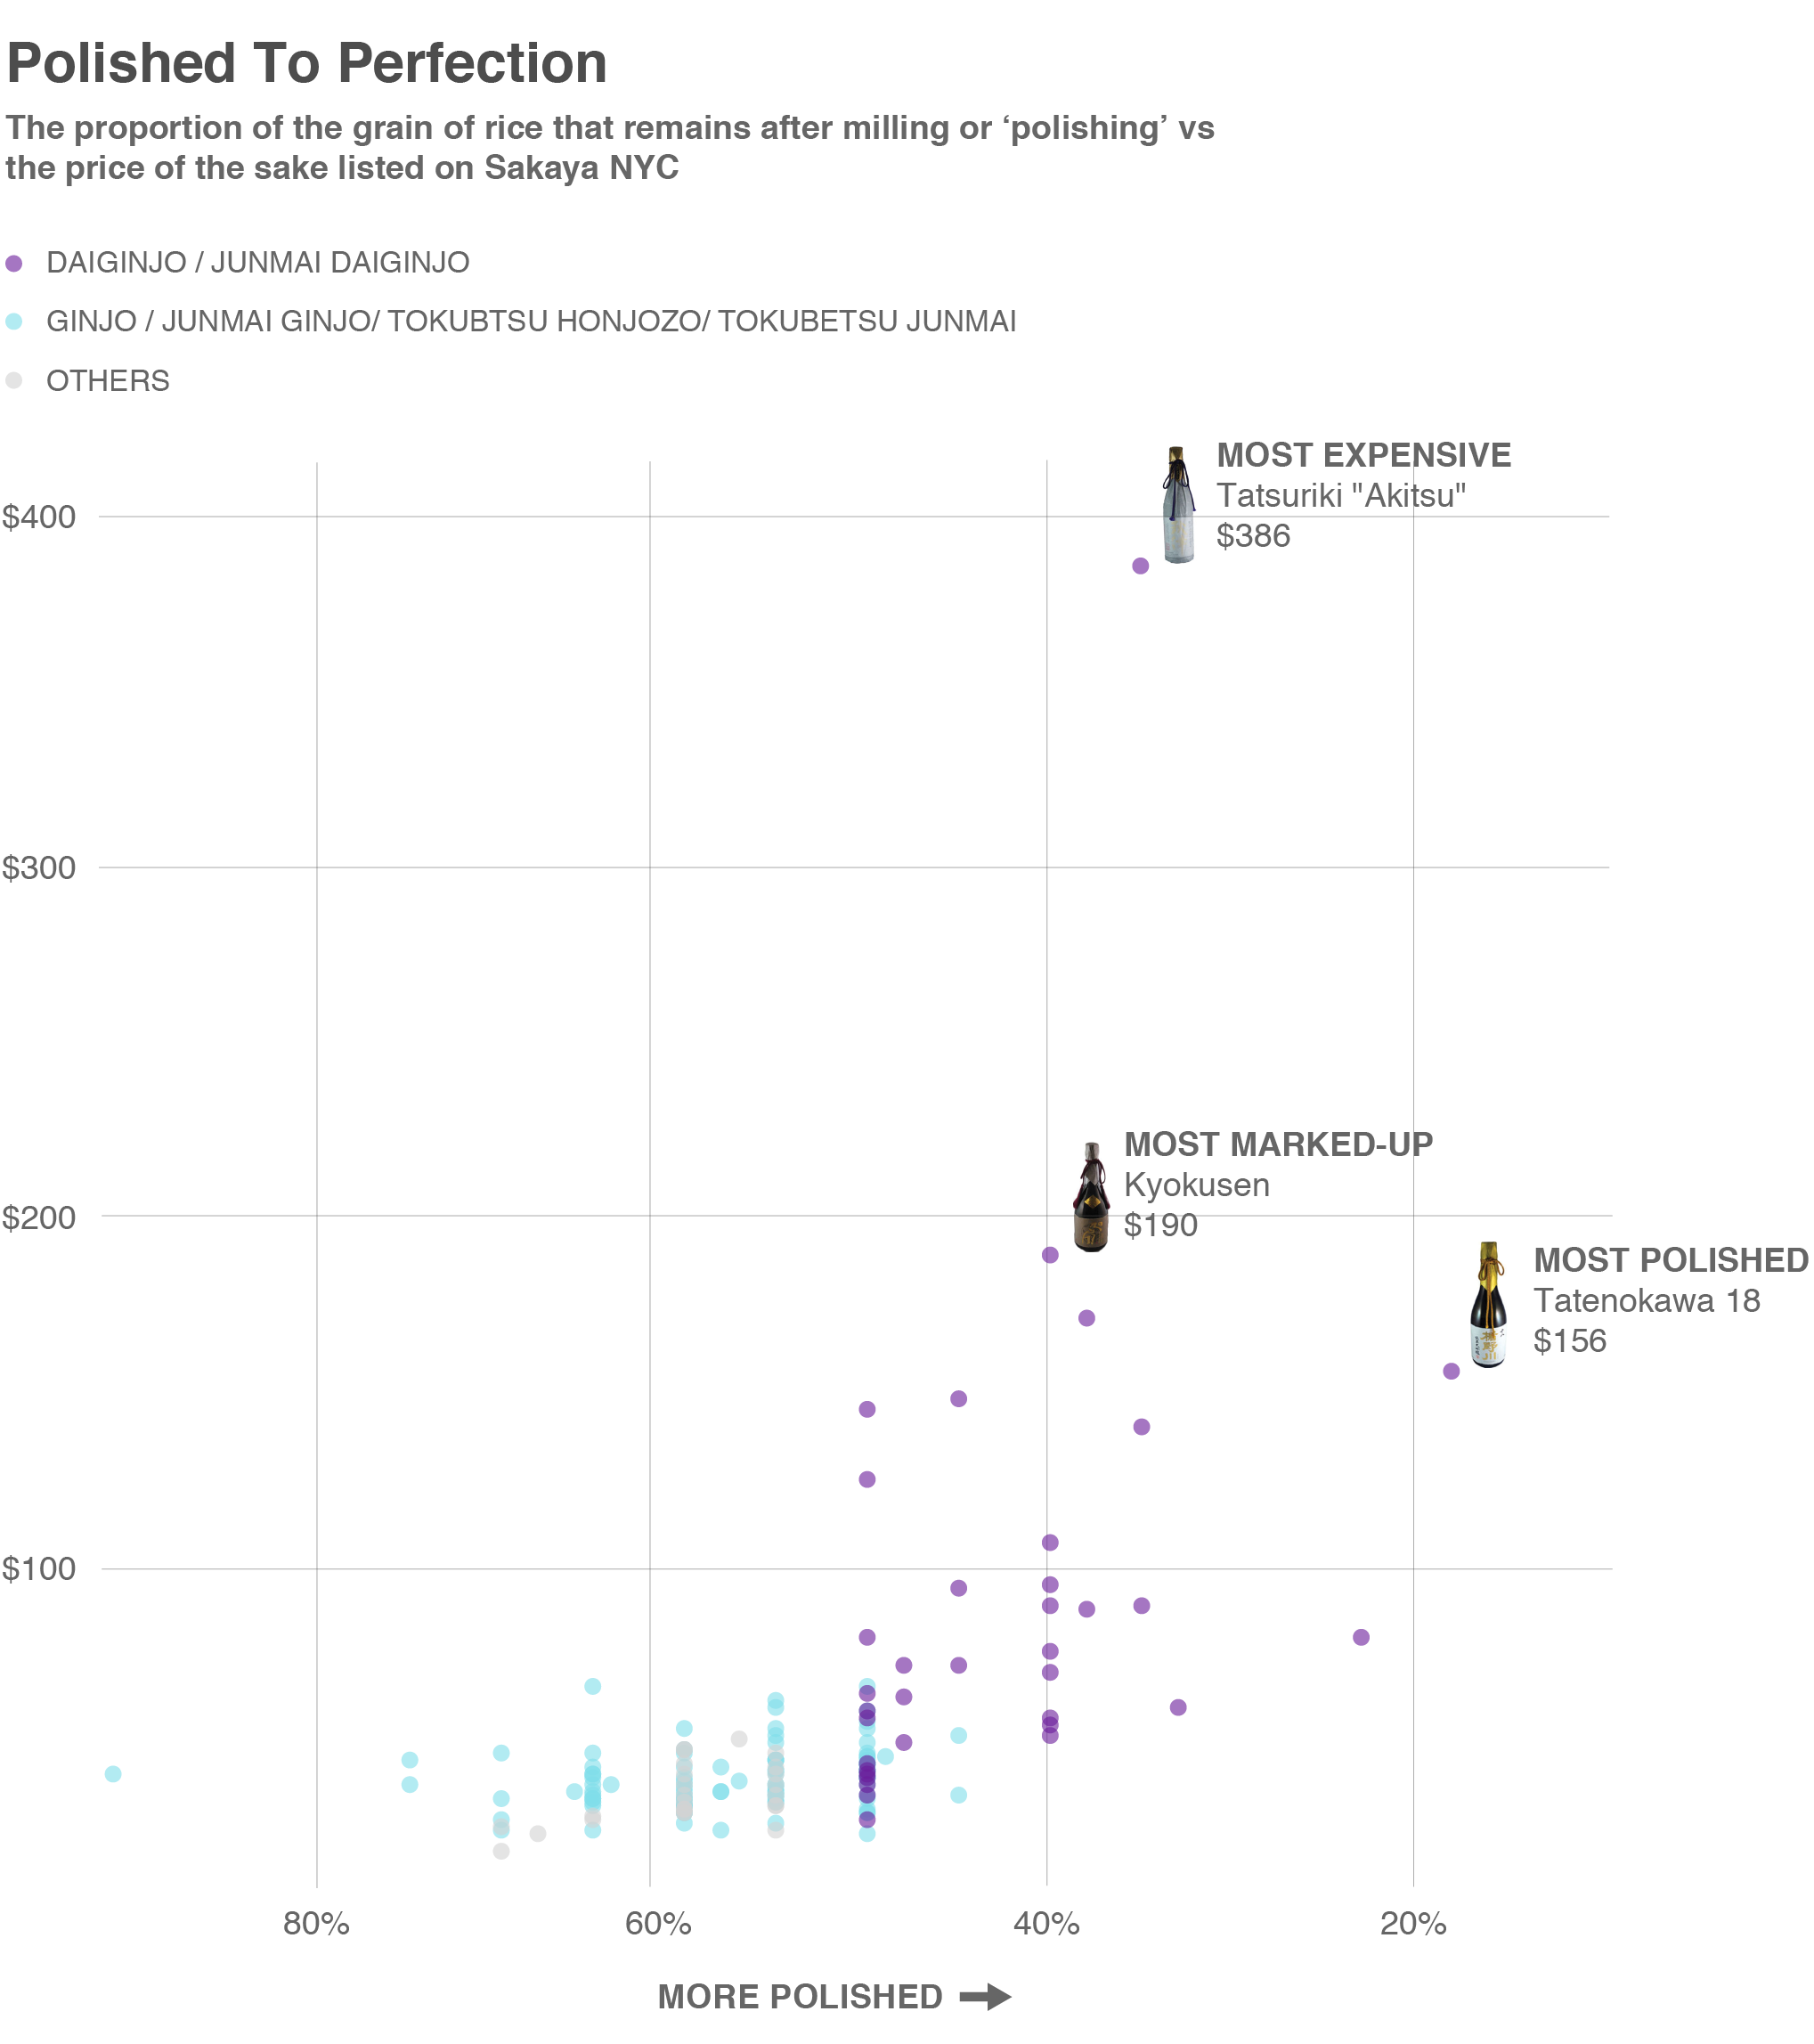 Polished To Perfection
The proportion of the grain of rice that remains after milling or ‘polishing’ vs
the price of the sake listed on Sakaya NYC
DAIGINJO / JUNMAI DAIGINJO
GINJO / JUNMAI GINJO/ TOKUBTSU HONJOZO/ TOKUBETSU JUNMAI
OTHERS
MOST EXPENSIVE
Tatsuriki "Akitsu"
$386
$400
$300
MOST MARKED-UP
Kyokusen
$190
$200
MOST POLISHED
Tatenokawa 18
$156
$100
80%
60%
40%
20%
MORE POLISHED